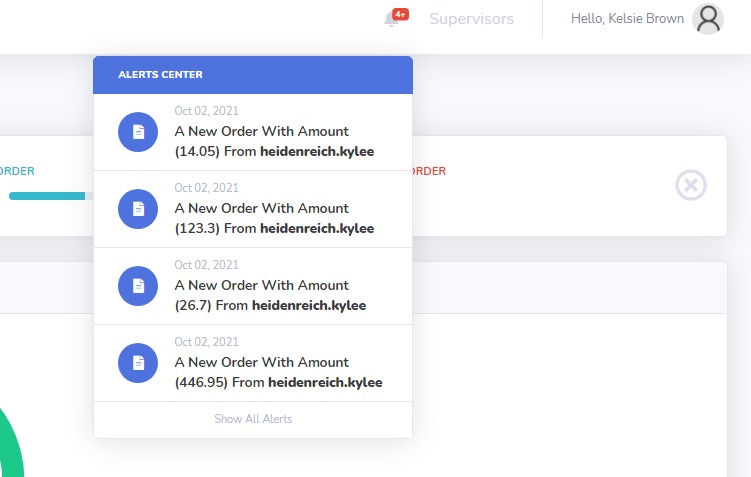 4+
Supervisors
Hello, Kelsie Brown
ALERTS CENTER
Oct 02, 2021
A New Order With Amount
(14.05) From heidenreich.kylee
ORDER
ORDER
Oct 02, 2021
A New Order With Amount
(123.3) From heidenreich.kylee
Oct 02, 2021
A New Order With Amount
(26.7) From heidenreich.kylee
Oct 02, 2021
A New Order With Amount
(446.95) From heidenreich.kylee
Show All Alerts